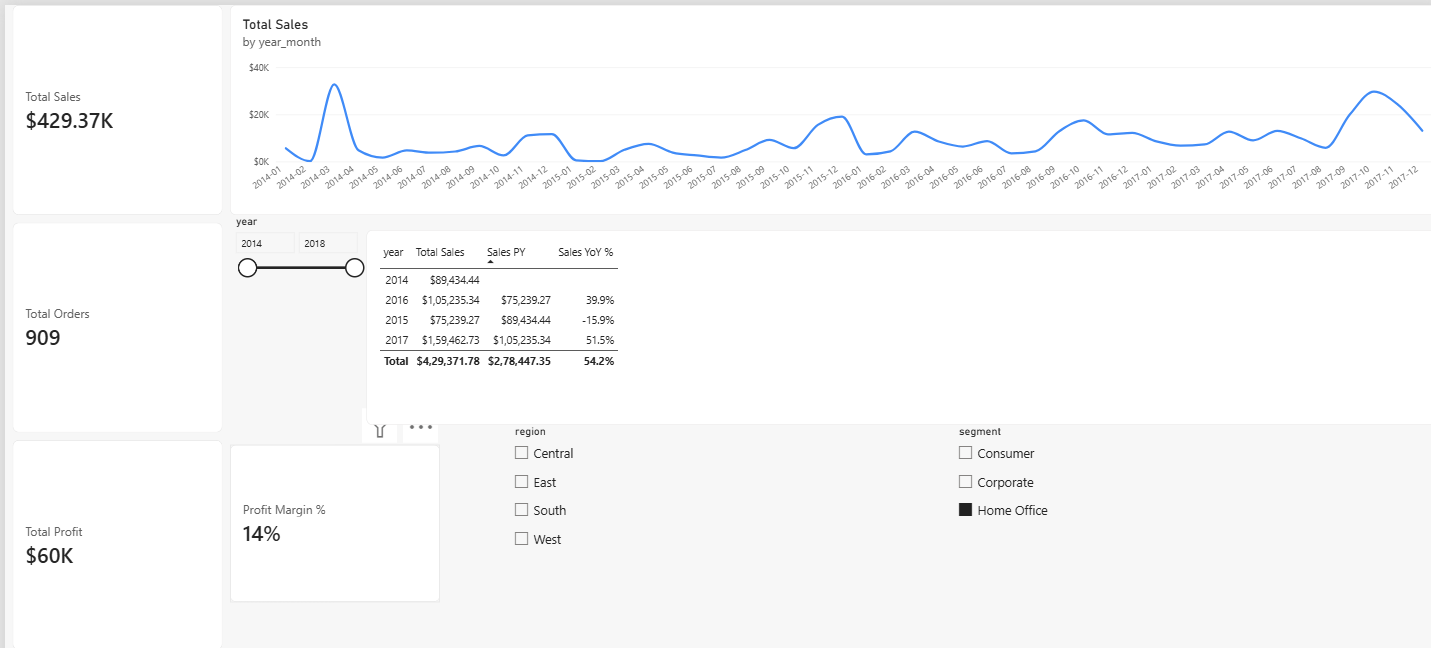 Total Sales
$429.37K
Total Sales
by year_month
$40K
$20K
$0K
2014-01 2014-02 2014-03 2014-04 2014-05 2014-06 2014-07 2014-08 2014-09 2014-10 2014-11 2014-12 2015-01 2015-02 2015-03 2015-04 2015-05 2015-06 2015-07 2015-08 2015-09 2015-10 2015-11 2015-12 2016-01 2016-02 2016-03 2016-04 2016-05 2016-06 2016-07 2016-08 2016-09 2016-10 2016-11 2016-12 2017-01 2017-02 2017-03 2017-04 2017-05 2017-06 2017-07 2017-08 2017-09 2017-10 2017-11 2017-12
Total Orders
909
year
2014 2018
year Total Sales Sales PY Sales YoY %
2014 $89,434.44
2016 $1,05,235.34 $75,239.27 39.9%
2015 $75,239.27 $89,434.44 -15.9%
2017 $1,59,462.73 $1,05,235.34 51.5%
Total $4,29,371.78 $2,78,447.35 54.2%
Total Profit
$60K
Profit Margin %
14%
region
Central
East
South
West
segment
Consumer
Corporate
Home Office